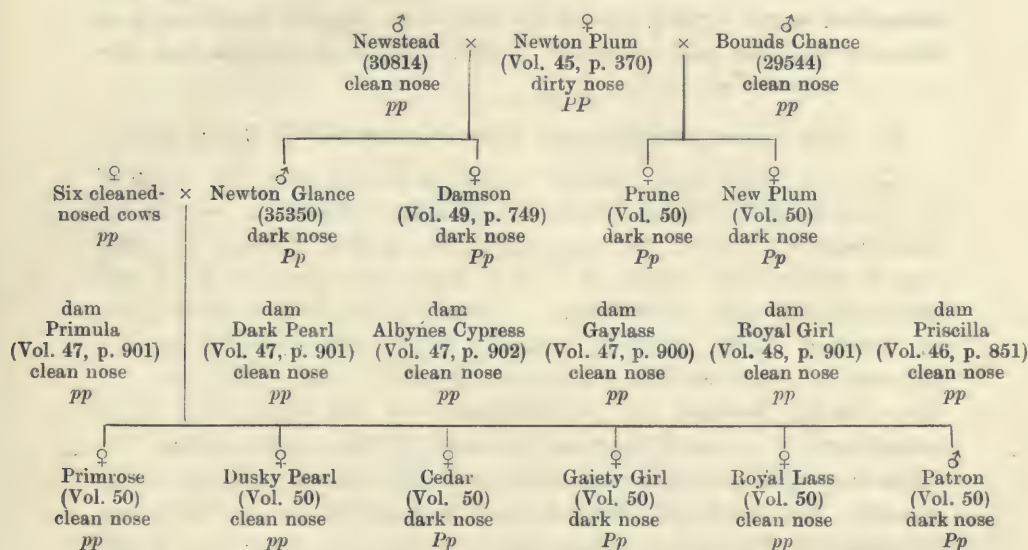 ♂ ♀ ♂
Newstead × Newton Plum × Bounds Chance
(30814) (Vol. 45, p. 370) (29544)
clean nose dirty nose clean nose
pp PP pp
♀ ♂ ♀ ♀ ♀
Six cleaned- × Newton Glance Damson Prune New Plum
nosed cows (35350) (Vol. 49, p. 749) (Vol. 50) (Vol. 50)
pp dark nose dark nose dark nose dark nose
Pp Pp Pp Pp
dam dam dam dam dam dam
Primula Dark Pearl Albynes Cypress Gaylass Royal Girl Priscilla
(Vol. 47, p. 901) (Vol. 47, p. 901) (Vol. 47, p. 902) (Vol. 47, p. 900) (Vol. 48, p. 901) (Vol. 46, p. 851)
clean nose clean nose clean nose clean nose clean nose clean nose
pp pp pp pp pp pp
♀ ♀ ♀ ♀ ♀ ♂
Primrose Dusky Pearl Cedar Gaiety Girl Royal Lass Patron
(Vol. 50) (Vol. 50) (Vol. 50) (Vol. 50) (Vol. 50) (Vol. 50)
clean nose clean nose dark nose dark nose clean nose dark nose
pp pp Pp Pp pp Pp